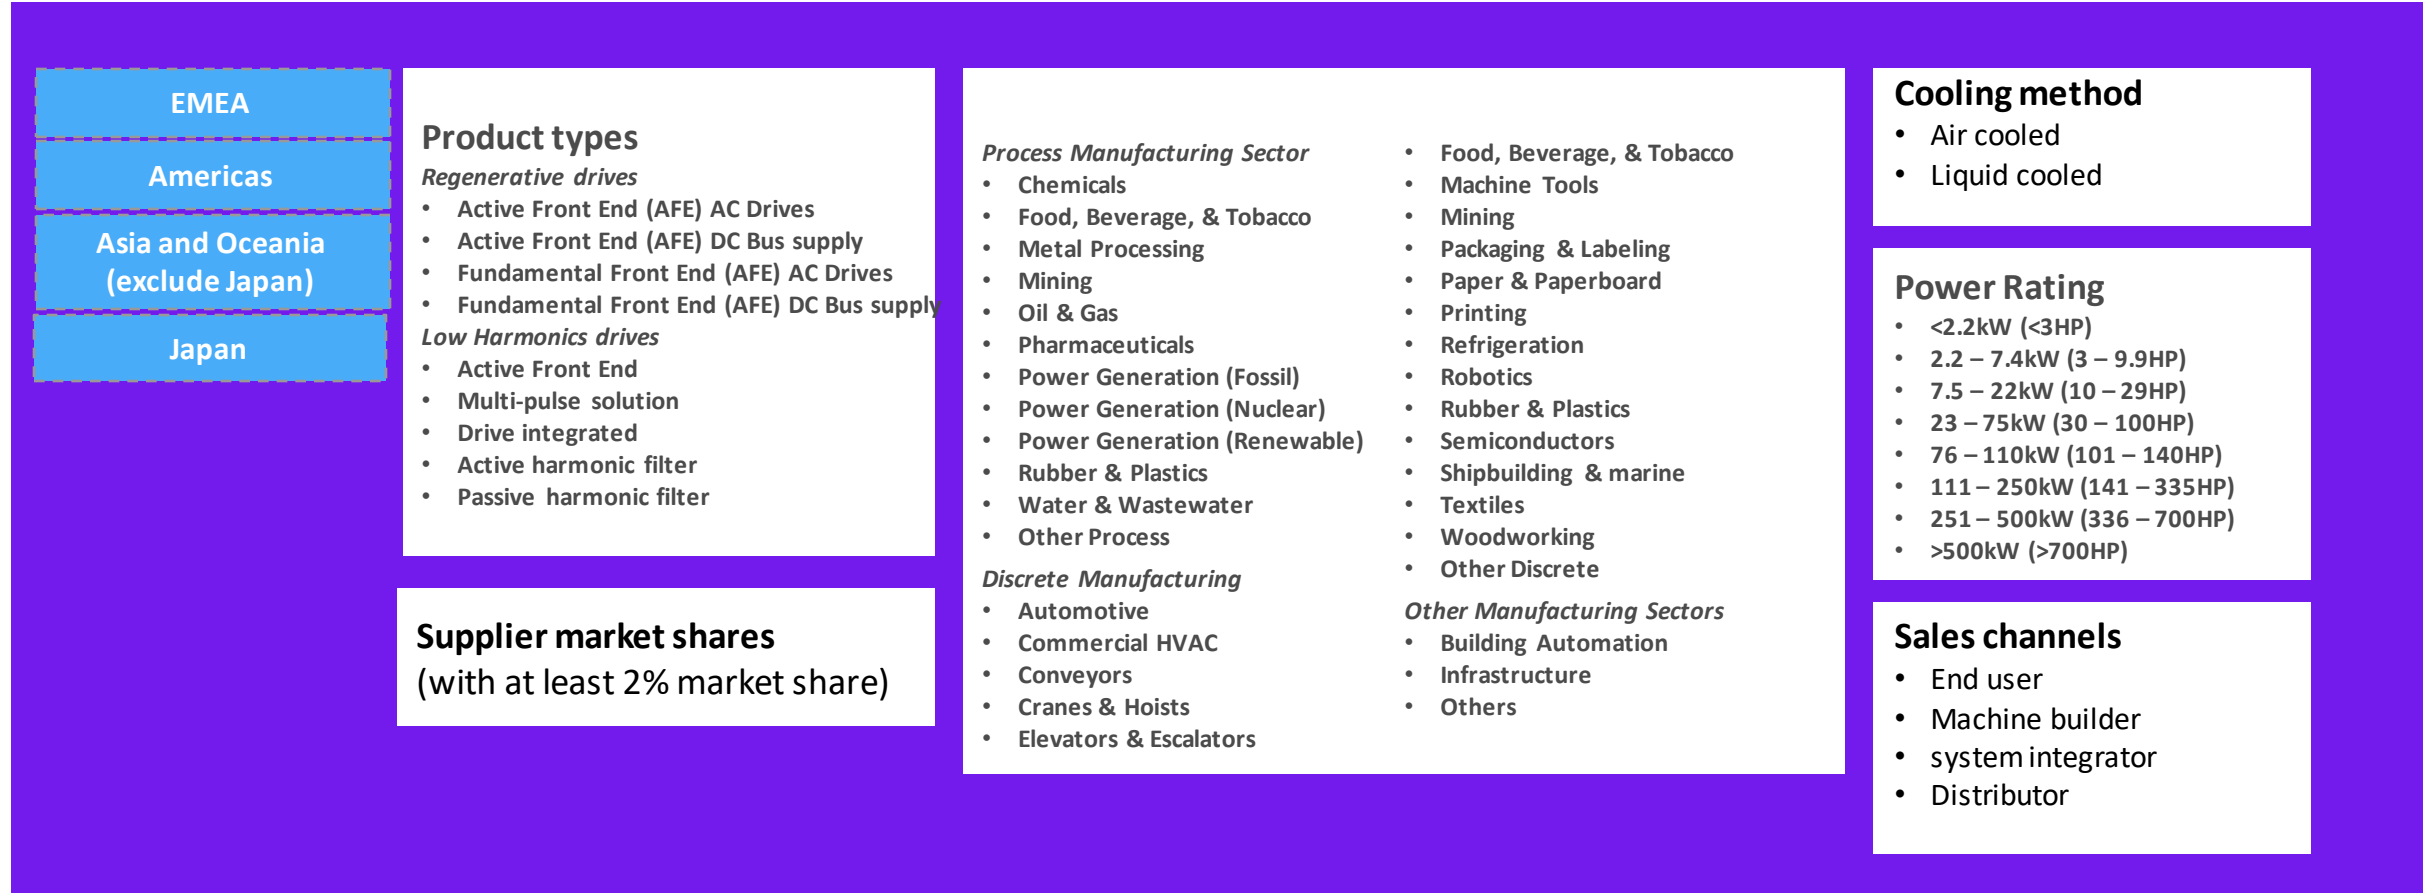 EMEA
Americas
Asia and Oceania
(exclude Japan)
Japan
Product types
Regenerative drives
• Active Front End (AFE) AC Drives
• Active Front End (AFE) DC Bus supply
• Fundamental Front End (AFE) AC Drives
• Fundamental Front End (AFE) DC Bus supply
Low Harmonics drives
• Active Front End
• Multi-pulse solution
• Drive integrated
• Active harmonic filter
• Passive harmonic filter
Supplier market shares
(with at least 2% market share)
Process Manufacturing Sector
• Chemicals
• Food, Beverage, & Tobacco
• Metal Processing
• Mining
• Oil & Gas
• Pharmaceuticals
• Power Generation (Fossil)
• Power Generation (Nuclear)
• Power Generation (Renewable)
• Rubber & Plastics
• Water & Wastewater
• Other Process
Discrete Manufacturing
• Automotive
• Commercial HVAC
• Conveyors
• Cranes & Hoists
• Elevators & Escalators
• Food, Beverage, & Tobacco
• Machine Tools
• Mining
• Packaging & Labeling
• Paper & Paperboard
• Printing
• Refrigeration
• Robotics
• Rubber & Plastics
• Semiconductors
• Shipbuilding & marine
• Textiles
• Woodworking
• Other Discrete
Other Manufacturing Sectors
• Building Automation
• Infrastructure
• Others
Cooling method
• Air cooled
• Liquid cooled
Power Rating
• <2.2kW (<3HP)
• 2.2 – 7.4kW (3 – 9.9HP)
• 7.5 – 22kW (10 – 29HP)
• 23 – 75kW (30 – 100HP)
• 76 – 110kW (101 – 140HP)
• 111 – 250kW (141 – 335HP)
• 251 – 500kW (336 – 700HP)
• >500kW (>700HP)
Sales channels
• End user
• Machine builder
• system integrator
• Distributor